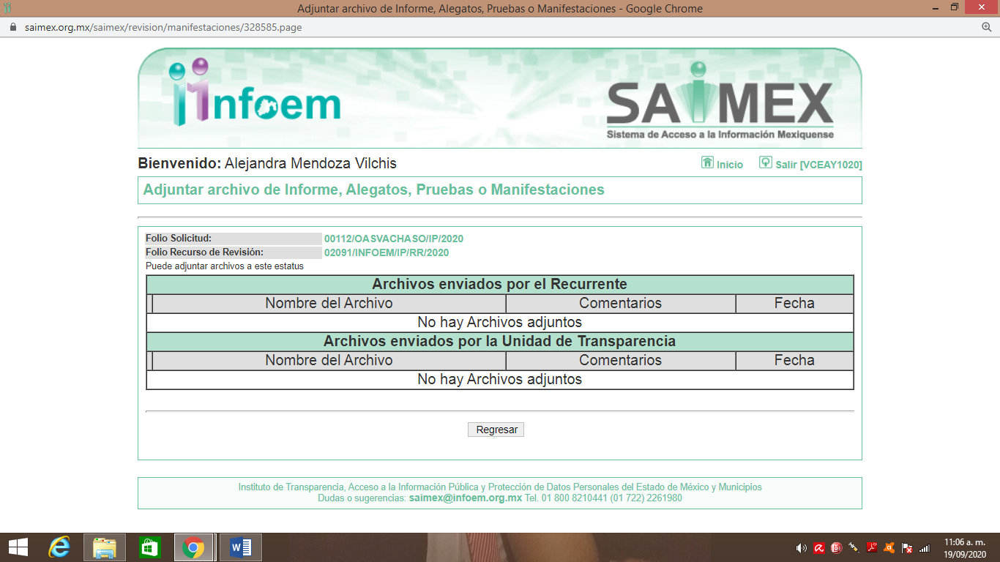 Adjuntar archivo de Informe, Alegatos, Pruebas o Manifestaciones - Google Chrome
saimex.org.mx/saimex/revision/manifestaciones/328585.page
infoem
SAIMEX
Sistema de Acceso a la Información Mexiquense
Bienvenido: Alejandra Mendoza Vilchis
Inicio Salir [VCEAY1020]
Adjuntar archivo de Informe, Alegatos, Pruebas o Manifestaciones
Folio Solicitud: 00112/OASVACHASO/IP/2020
Folio Recurso de Revisión: 02091/INFOEM/IP/RR/2020
Puede adjuntar archivos a este estatus
Archivos enviados por el Recurrente
Nombre del Archivo Comentarios Fecha
No hay Archivos adjuntos
Archivos enviados por la Unidad de Transparencia
Nombre del Archivo Comentarios Fecha
No hay Archivos adjuntos
Regresar
Instituto de Transparencia, Acceso a la Información Pública y Protección de Datos Personales del Estado de México y Municipios
Dudas o sugerencias: saimex@infoem.org.mx Tel. 01 800 8210441 (01 722) 2261980
11:06 a. m.
19/09/2020